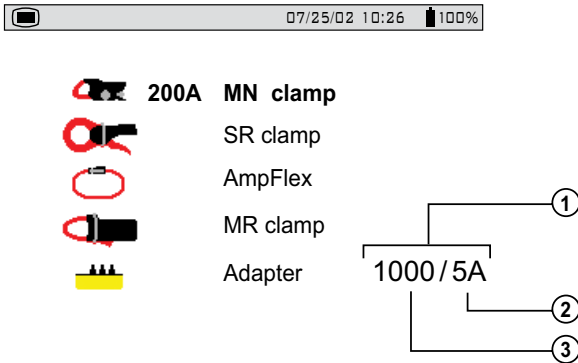 07/25/02 10:26 100%
200A MN clamp
SR clamp
AmpFlex
1
MR clamp
Adapter 1000/5A
2
3